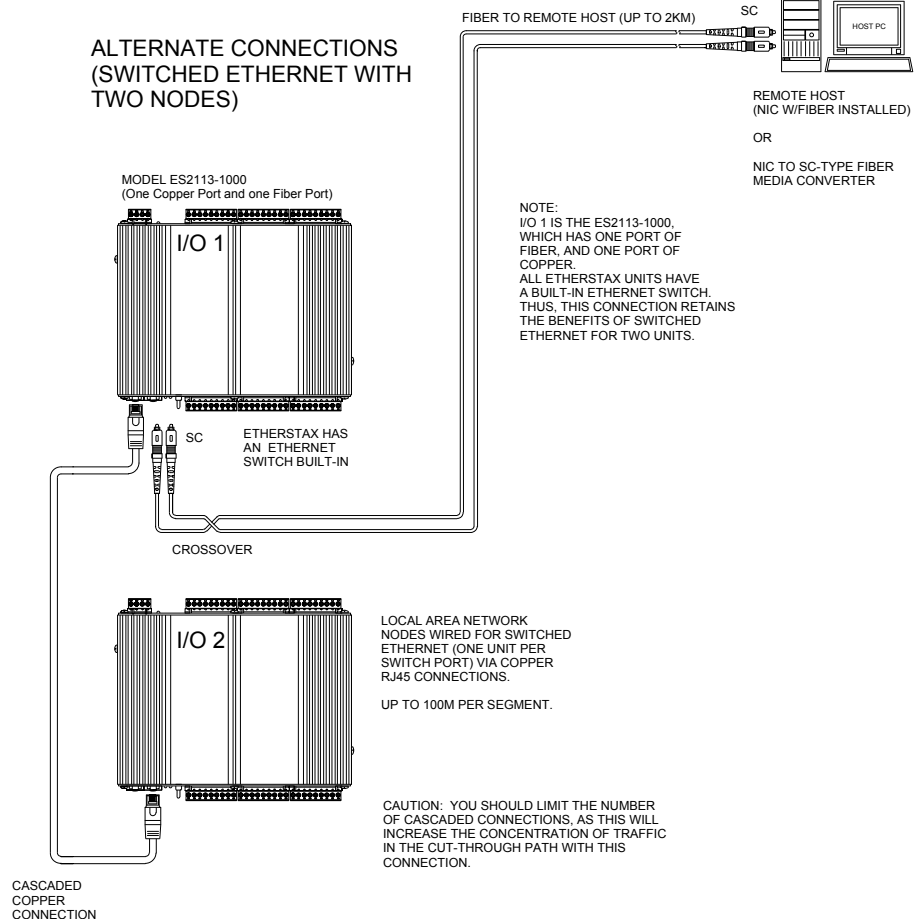 FIBER TO REMOTE HOST (UP TO 2KM)
SC
HOST PC
ALTERNATE CONNECTIONS
(SWITCHED ETHERNET WITH
TWO NODES)
REMOTE HOST
(NIC W/FIBER INSTALLED)
OR
NIC TO SC-TYPE FIBER
MEDIA CONVERTER
MODEL ES2113-1000
(One Copper Port and one Fiber Port)
I/O 1
NOTE:
I/O 1 IS THE ES2113-1000,
WHICH HAS ONE PORT OF
FIBER, AND ONE PORT OF
COPPER.
ALL ETHERSTAX UNITS HAVE
A BUILT-IN ETHERNET SWITCH.
THUS, THIS CONNECTION RETAINS
THE BENEFITS OF SWITCHED
ETHERNET FOR TWO UNITS.
SC
ETHERSTAX HAS
AN ETHERNET
SWITCH BUILT-IN
CROSSOVER
I/O 2
LOCAL AREA NETWORK
NODES WIRED FOR SWITCHED
ETHERNET (ONE UNIT PER
SWITCH PORT) VIA COPPER
RJ45 CONNECTIONS.
UP TO 100M PER SEGMENT.
CAUTION: YOU SHOULD LIMIT THE NUMBER
OF CASCADED CONNECTIONS, AS THIS WILL
INCREASE THE CONCENTRATION OF TRAFFIC
IN THE CUT-THROUGH PATH WITH THIS
CONNECTION.
CASCADED
COPPER
CONNECTION